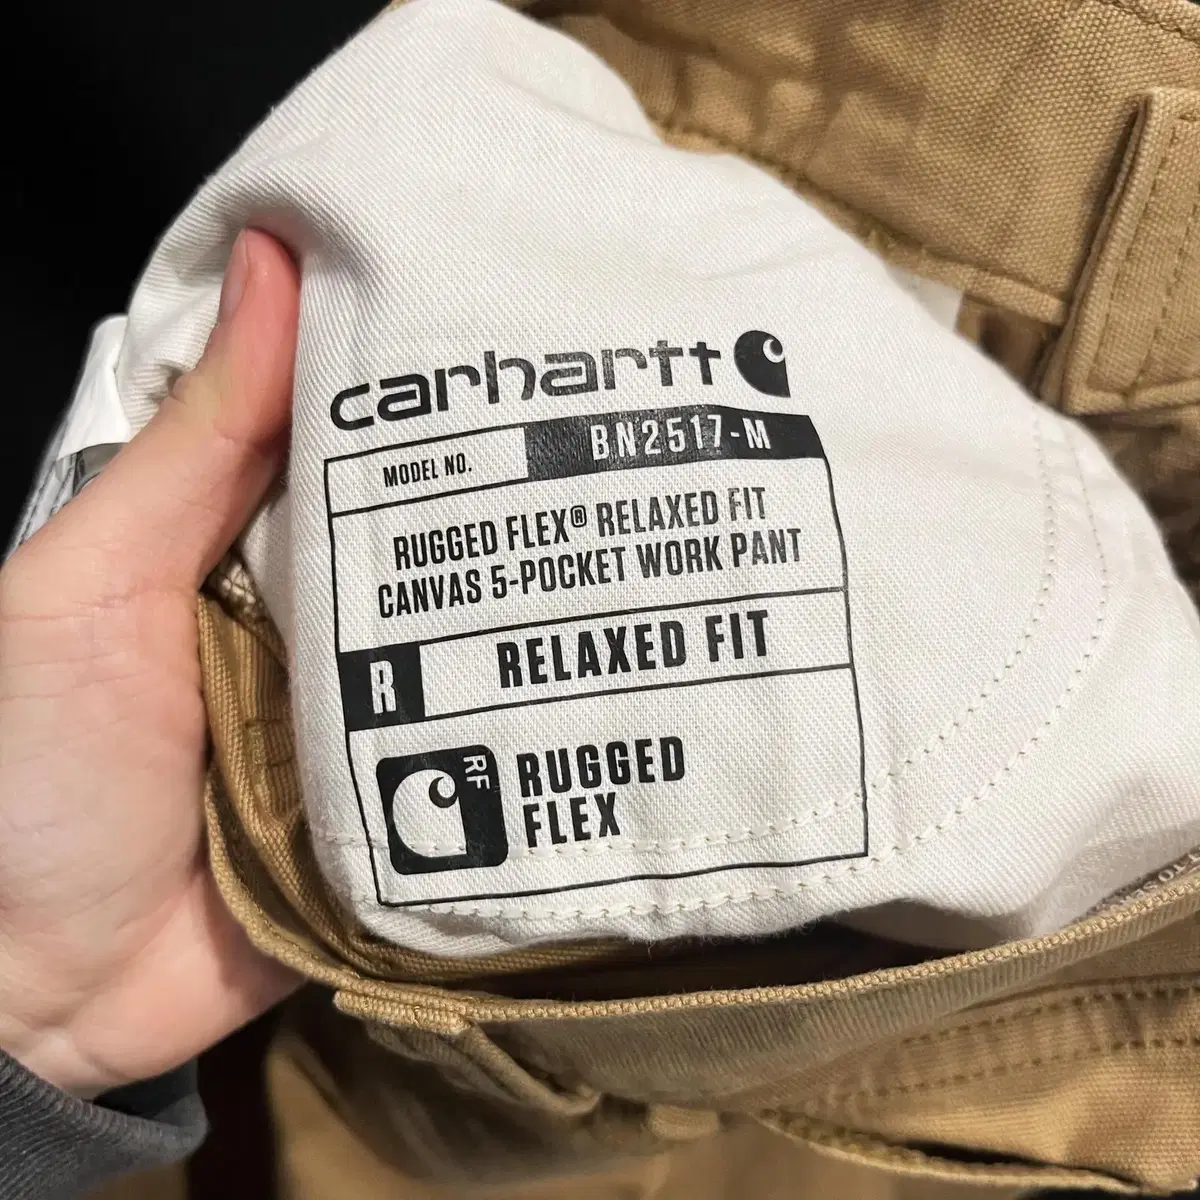 carhartt
MODEL NO. BN2517-M
RUGGED FLEX® RELAXED FIT
CANVAS 5-POCKET WORK PANT
R RELAXED FIT
RF
RUGGED
FLEX